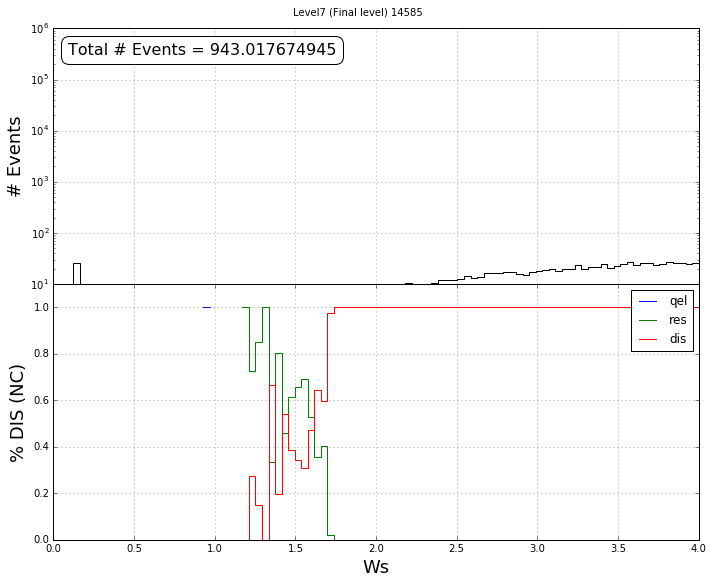 Level7 (Final level) 14585
10^6
Total # Events = 943.017674945
10^5
10^4
# Events
10^3
10^2
10^1
qel
res
dis
1.0
0.8
% DIS (NC)
0.6
0.4
0.2
0.0
0.0 0.5 1.0 1.5 2.0 2.5 3.0 3.5 4.0
Ws